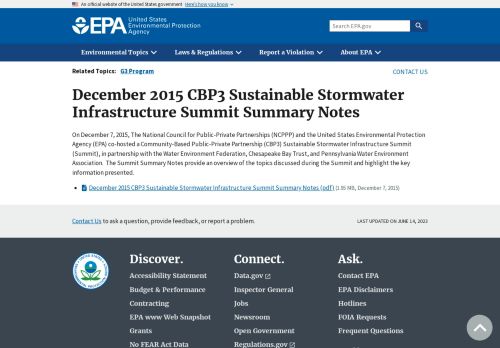 An official website of the United States government Here's how you know
EPA United States
Environmental Protection
Agency
Search EPA.gov
Environmental Topics
Laws & Regulations
Report a Violation
About EPA
Related Topics: G3 Program
CONTACT US
December 2015 CBP3 Sustainable Stormwater
Infrastructure Summit Summary Notes
On December 7, 2015, The National Council for Public-Private Partnerships (NCPPP) and the United States Environmental Protection
Agency (EPA) co-hosted a Community-Based Public-Private Partnership (CBP3) Sustainable Stormwater Infrastructure Summit
(Summit), in partnership with the Water Environment Federation, Chesapeake Bay Trust, and Pennsylvania Water Environment
Association. The Summit Summary Notes provide an overview of the topics discussed during the Summit and highlight the key
information presented.
December 2015 CBP3 Sustainable Stormwater Infrastructure Summit Summary Notes (pdf) (1.95 MB, December 7, 2015)
Contact Us to ask a question, provide feedback, or report a problem.
LAST UPDATED ON JUNE 14, 2023
Discover.
Accessibility Statement
Budget & Performance
Contracting
EPA www Web Snapshot
Grants
No FEAR Act Data
Connect.
Data.gov
Inspector General
Jobs
Newsroom
Open Government
Regulations.gov
Ask.
Contact EPA
EPA Disclaimers
Hotlines
FOIA Requests
Frequent Questions